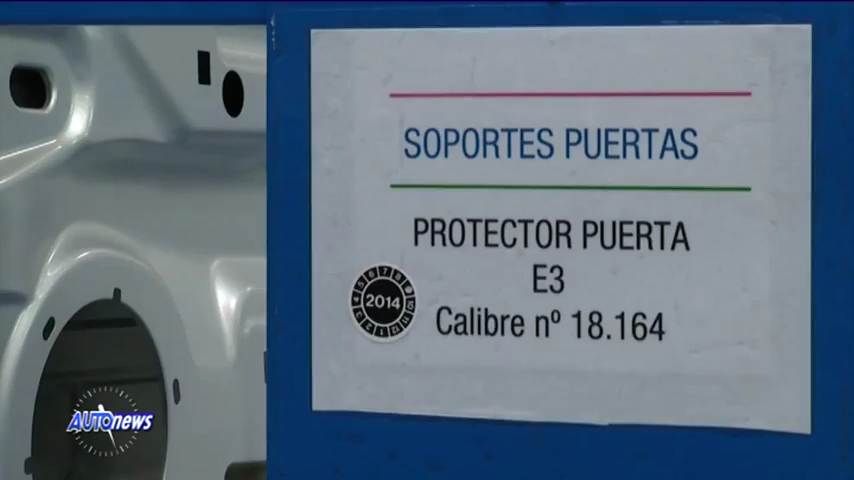 SOPORTES PUERTAS
PROTECTOR PUERTA
E3
2014
Calibre nº 18.164
AUTOnews